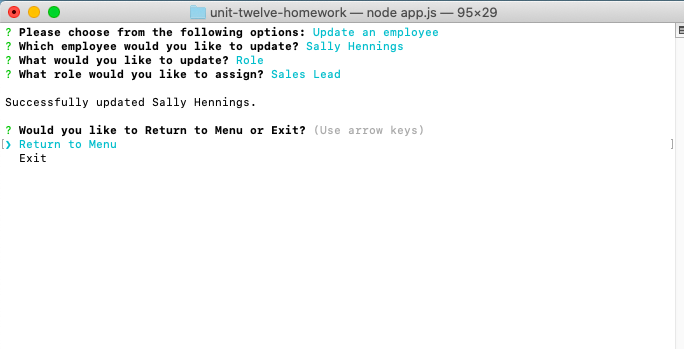 unit-twelve-homework — node app.js — 95×29
? Please choose from the following options: Update an employee
? Which employee would you like to update? Sally Hennings
? What would you like to update? Role
? What role would you like to assign? Sales Lead
Successfully updated Sally Hennings.
? Would you like to Return to Menu or Exit? (Use arrow keys)
[❯ Return to Menu ]
Exit